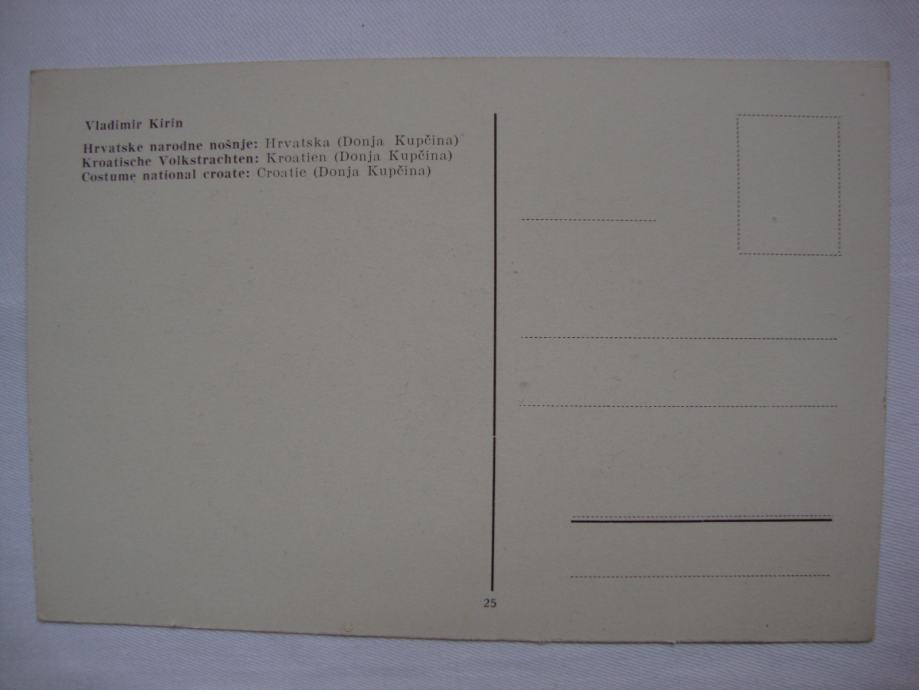 Vladimir Kirin
Hrvatske narodne nošnje: Hrvatska (Donja Kupčina)
Kroatische Volkstrachten: Kroatien (Donja Kupčina)
Costume national croate: Croatie (Donja Kupčina)
25